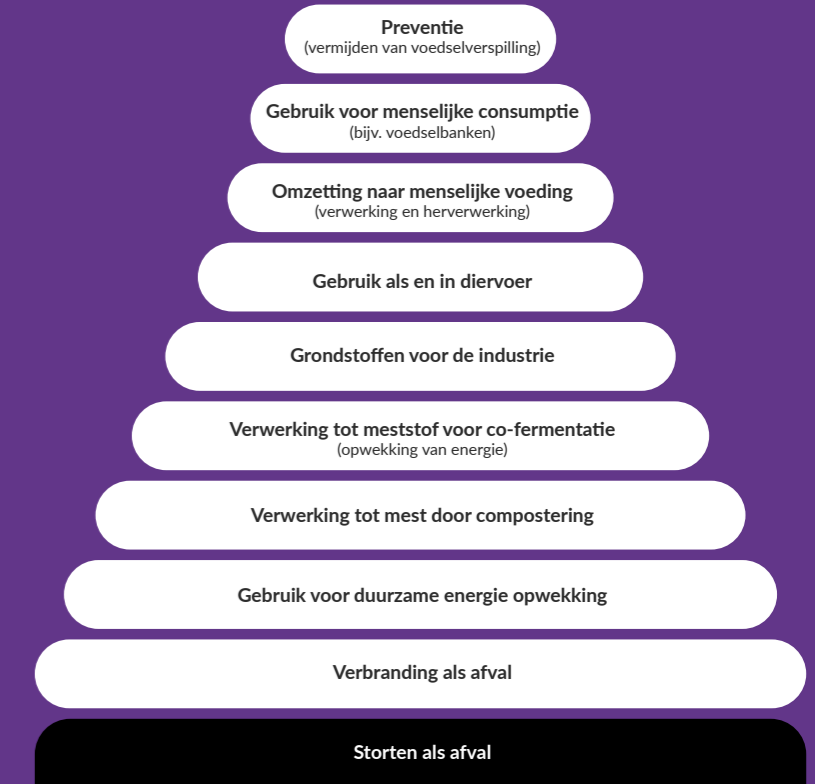 Preventie
(vermijden van voedselverspilling)
Gebruik voor menselijke consumptie
(bijv. voedselbanken)
Omzetting naar menselijke voeding
(verwerking en herverwerking)
Gebruik als en in diervoer
Grondstoffen voor de industrie
Verwerking tot meststof voor co-fermentatie
(opwekking van energie)
Verwerking tot mest door compostering
Gebruik voor duurzame energie opwekking
Verbranding als afval
Storten als afval